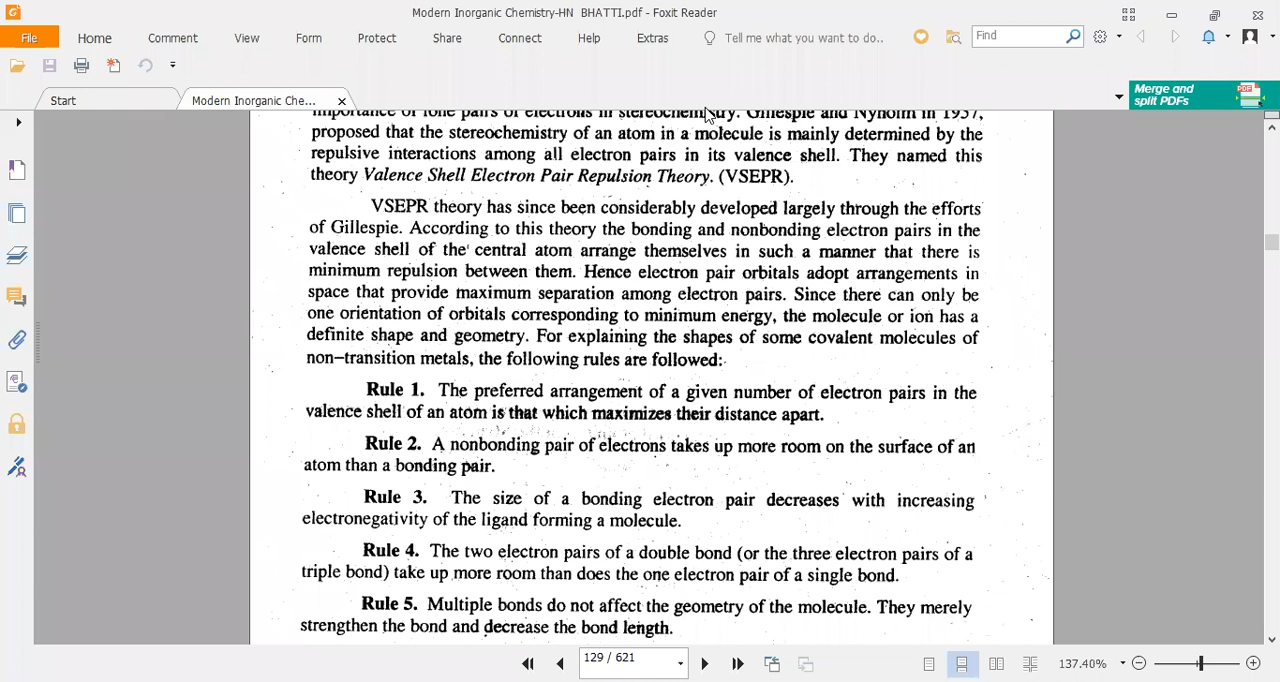 Modern Inorganic Chemistry-HN BHATTI.pdf - Foxit Reader
File Home Comment View Form Protect Share Connect Help Extras Tell me what you want to do.. Find
Start Modern Inorganic Che... Merge and
split PDFs
importance of lone pairs of electrons in stereochemistry. Gillespie and Nyholm in 1957,
proposed that the stereochemistry of an atom in a molecule is mainly determined by the
repulsive interactions among all electron pairs in its valence shell. They named this
theory Valence Shell Electron Pair Repulsion Theory. (VSEPR).
VSEPR theory has since been considerably developed largely through the efforts
of Gillespie. According to this theory the bonding and nonbonding electron pairs in the
valence shell of the central atom arrange themselves in such a manner that there is
minimum repulsion between them. Hence electron pair orbitals adopt arrangements in
space that provide maximum separation among electron pairs. Since there can only be
one orientation of orbitals corresponding to minimum energy, the molecule or ion has a
definite shape and geometry. For explaining the shapes of some covalent molecules of
non-transition metals, the following rules are followed:
Rule 1. The preferred arrangement of a given number of electron pairs in the
valence shell of an atom is that which maximizes their distance apart.
Rule 2. A nonbonding pair of electrons takes up more room on the surface of an
atom than a bonding pair.
Rule 3. The size of a bonding electron pair decreases with increasing
electronegativity of the ligand forming a molecule.
Rule 4. The two electron pairs of a double bond (or the three electron pairs of a
triple bond) take up more room than does the one electron pair of a single bond.
Rule 5. Multiple bonds do not affect the geometry of the molecule. They merely
strengthen the bond and decrease the bond length.
129 / 621 137.40%